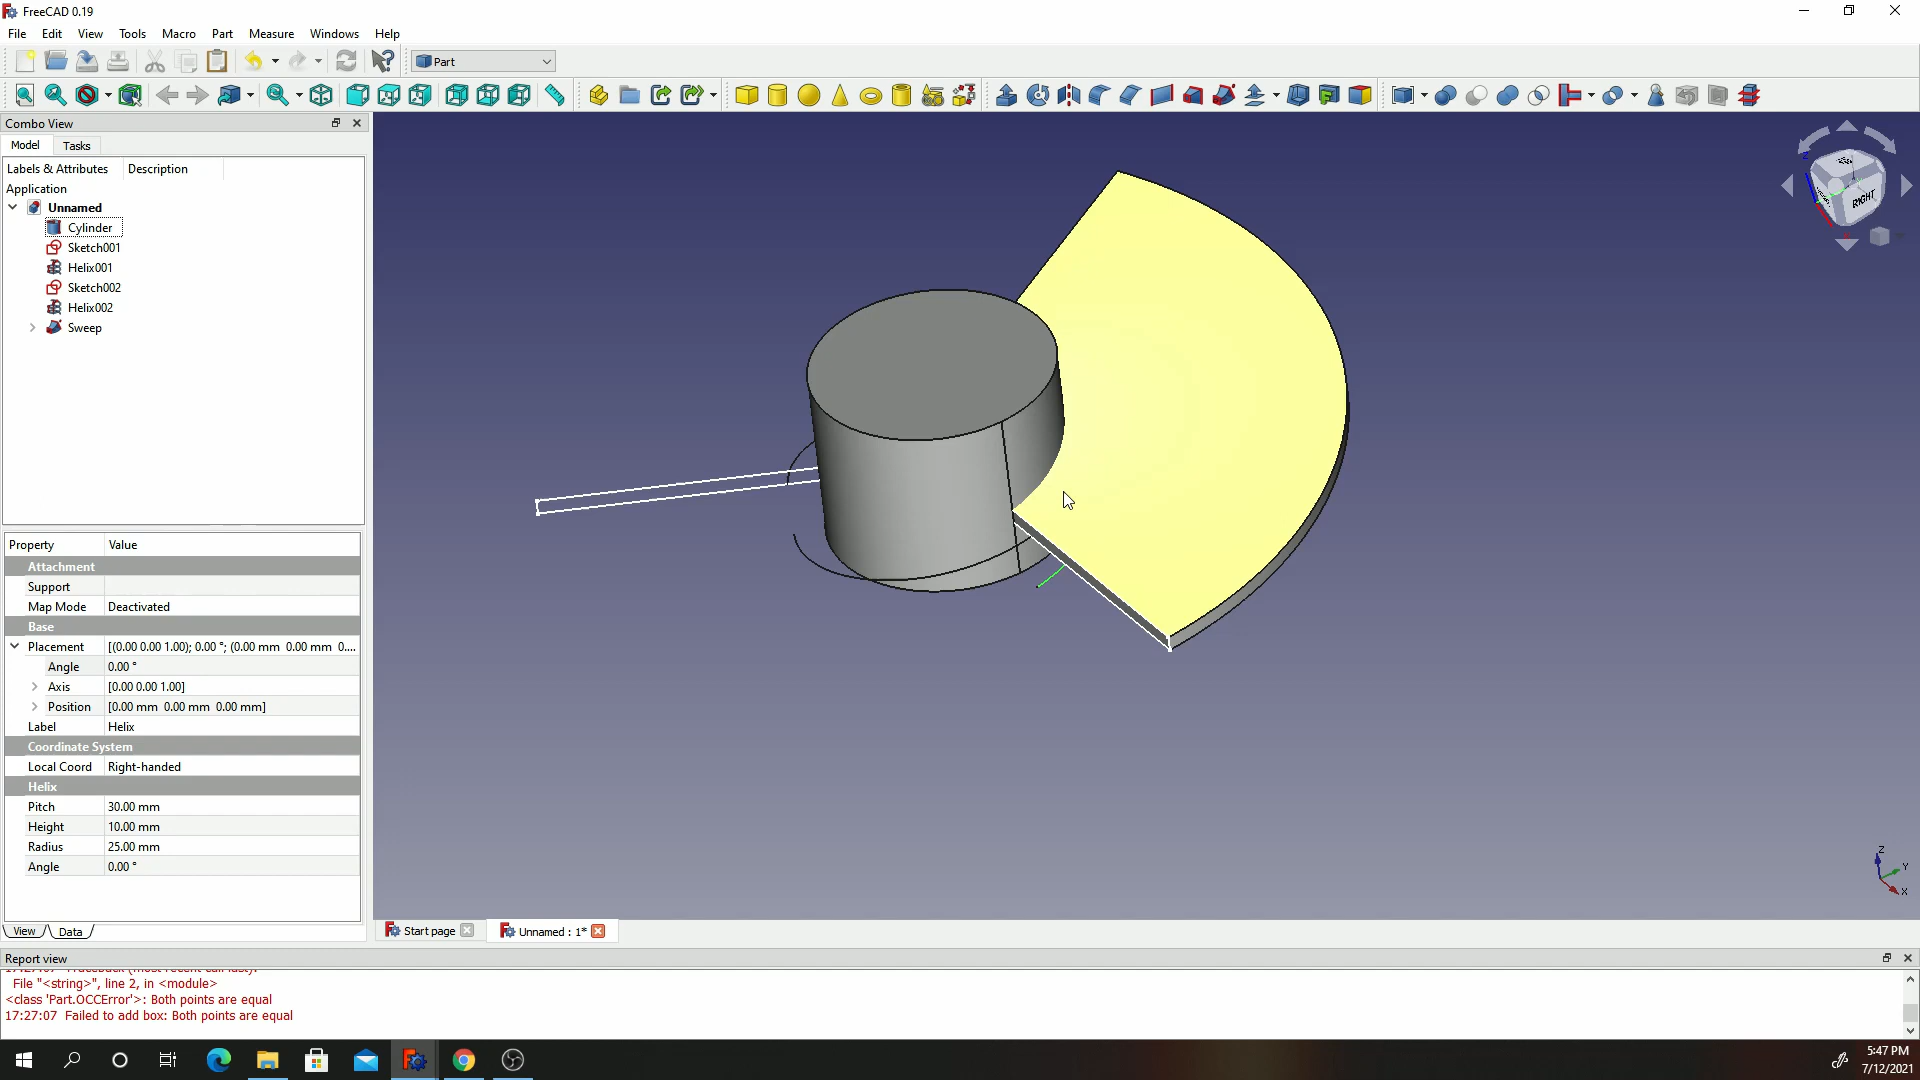 FreeCAD 0.19
File Edit View Tools Macro Part Measure Windows Help
Part
Combo View
Model Tasks
Labels & Attributes Description
Application
Unnamed
Cylinder
Sketch001
Helix001
Sketch002
Helix002
Sweep
RIGHT
Property Value
Attachment
Support
Map Mode Deactivated
Base
Placement [(0.00 0.00 1.00); 0.00 °; (0.00 mm 0.00 mm 0....
Angle 0.00 °
Axis [0.00 0.00 1.00]
Position [0.00 mm 0.00 mm 0.00 mm]
Label Helix
Coordinate System
Local Coord Right-handed
Helix
Pitch 30.00 mm
Height 10.00 mm
Radius 25.00 mm
Angle 0.00 °
Z
Y
X
View Data
Start page Unnamed : 1*
Report view
File "<string>", line 2, in <module>
<class 'Part.OCCError'>: Both points are equal
17:27:07 Failed to add box: Both points are equal
5:47 PM
7/12/2021